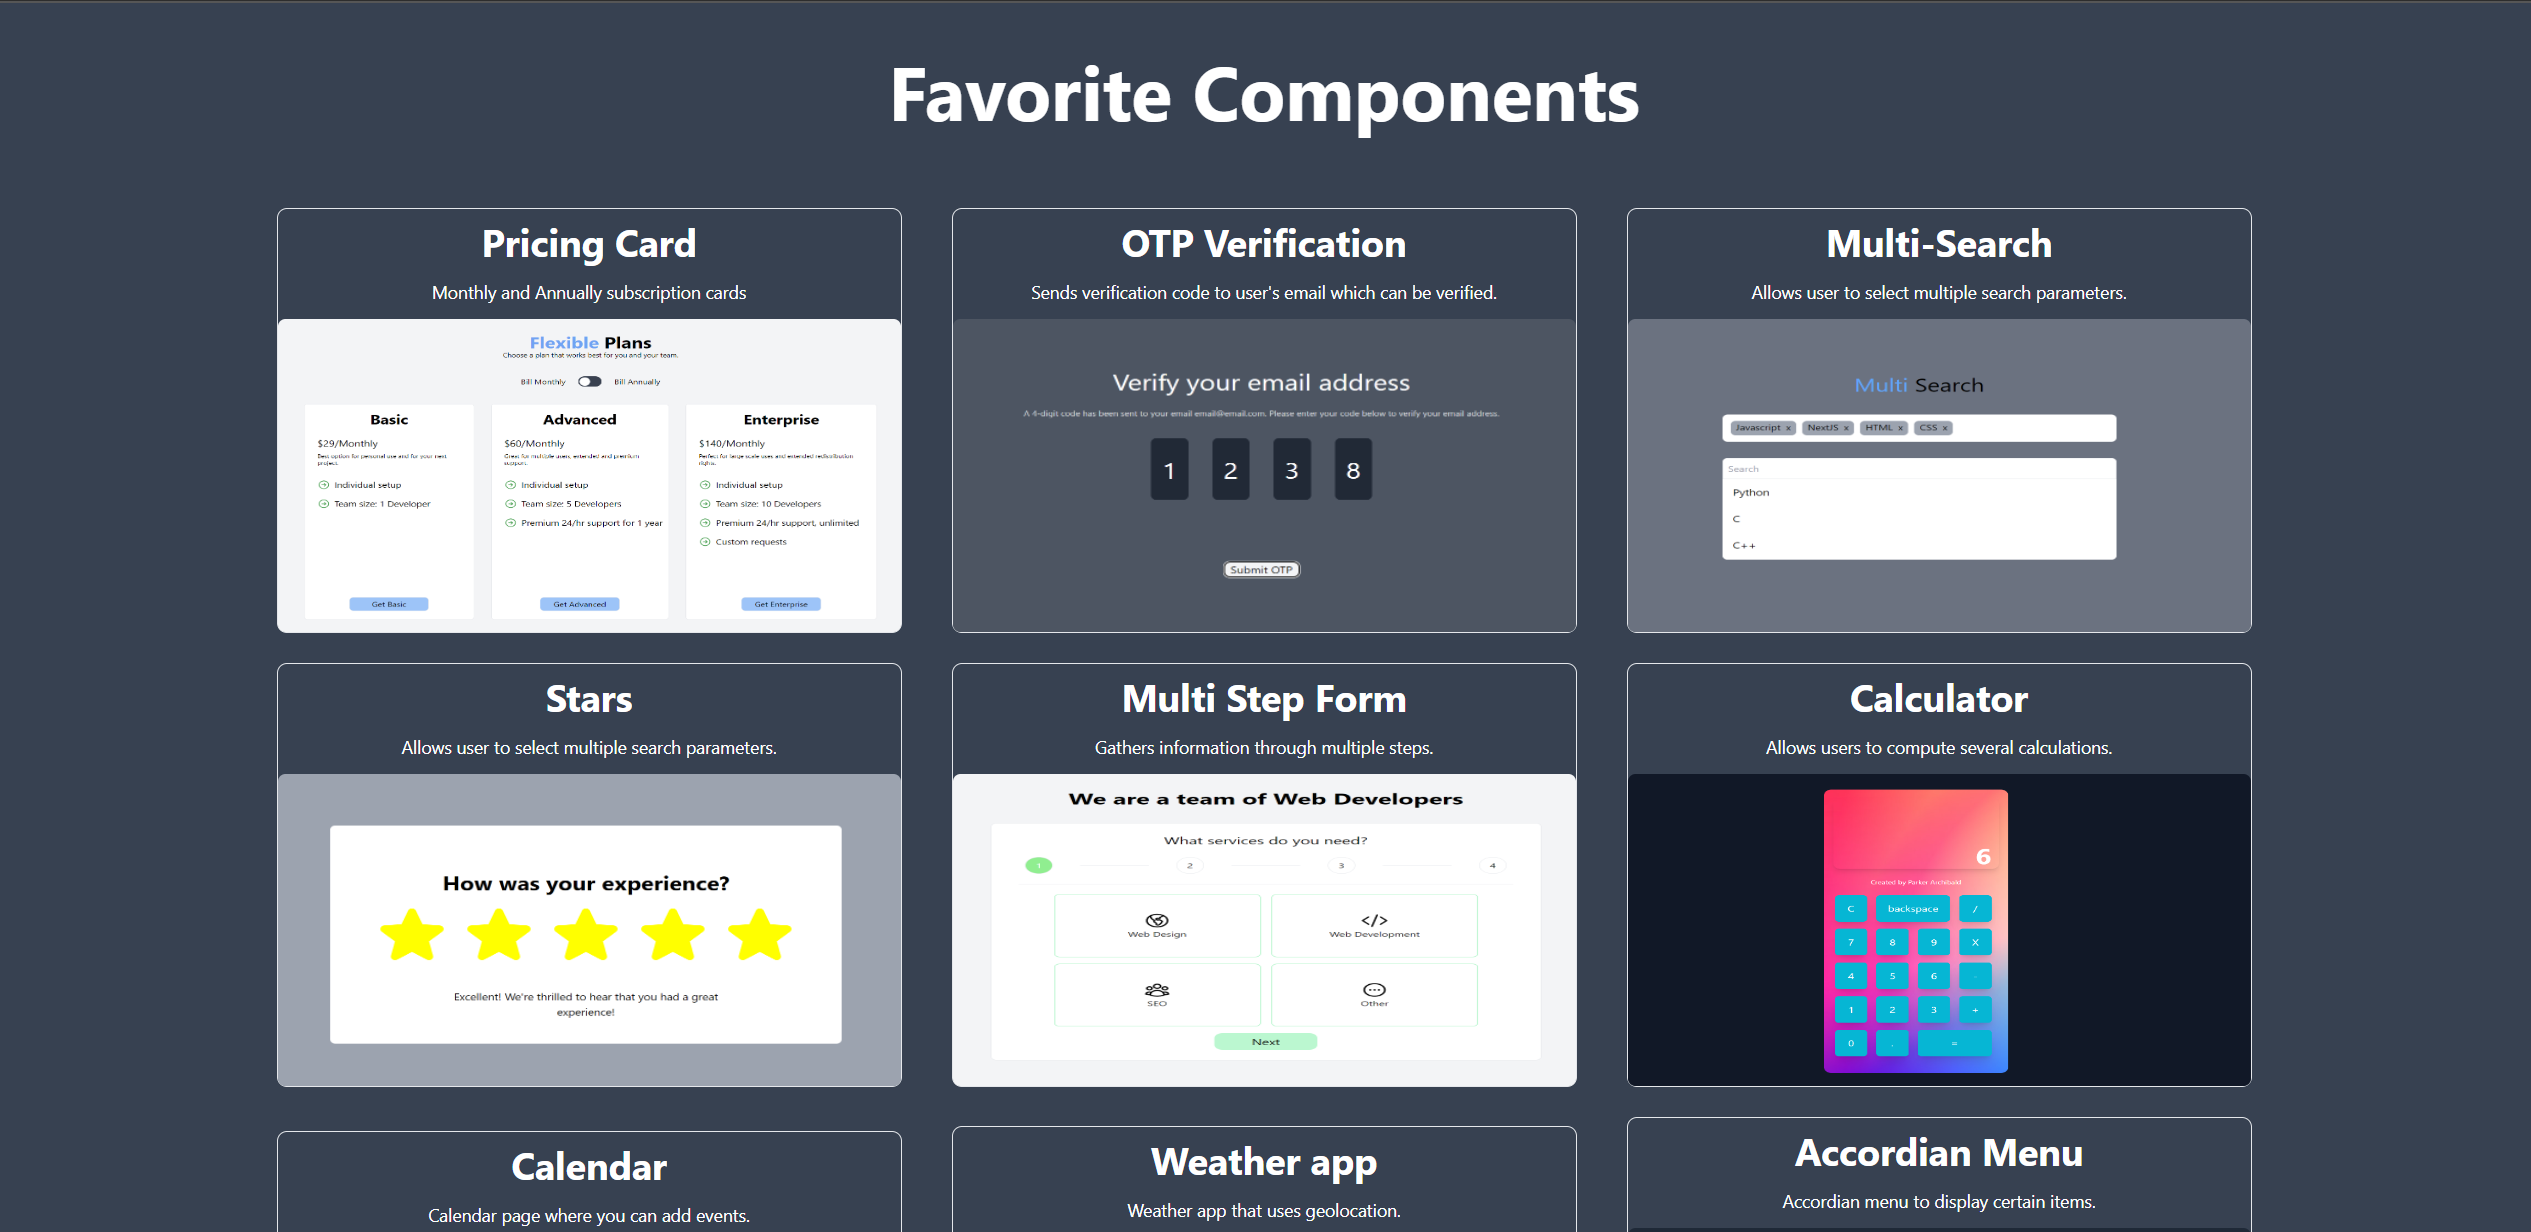 Favorite Components
Pricing Card
Monthly and Annually subscription cards
Flexible Plans
Choose a plan that works best for you and your team.
Bill Monthly
Bill Annually
Basic
$29/Monthly
Best option for personal use and for your next
project.
Individual setup
Team size: 1 Developer
Get Basic
Advanced
$60/Monthly
Great for multiple users, extended and premium
support.
Individual setup
Team size: 5 Developers
Premium 24/hr support for 1 year
Get Advanced
Enterprise
$140/Monthly
Perfect for large scale uses and extended redistribution
rights.
Individual setup
Team size: 10 Developers
Premium 24/hr support, unlimited
Custom requests
Get Enterprise
OTP Verification
Sends verification code to user's email which can be verified.
Verify your email address
A 4-digit code has been sent to your email email@email.com. Please enter your code below to verify your email address.
1 2 3 8
Submit OTP
Multi-Search
Allows user to select multiple search parameters.
Multi Search
Javascript x NextJS x HTML x CSS x
Search
Python
C
C++
Stars
Allows user to select multiple search parameters.
How was your experience?
Excellent! We're thrilled to hear that you had a great
experience!
Multi Step Form
Gathers information through multiple steps.
We are a team of Web Developers
What services do you need?
1 2 3 4
Web Design
Web Development
SEO
Other
Next
Calculator
Allows users to compute several calculations.
6
Created by Parker Archibald
C backspace /
7 8 9 X
4 5 6 -
1 2 3 +
0 . =
Calendar
Calendar page where you can add events.
Weather app
Weather app that uses geolocation.
Accordian Menu
Accordian menu to display certain items.